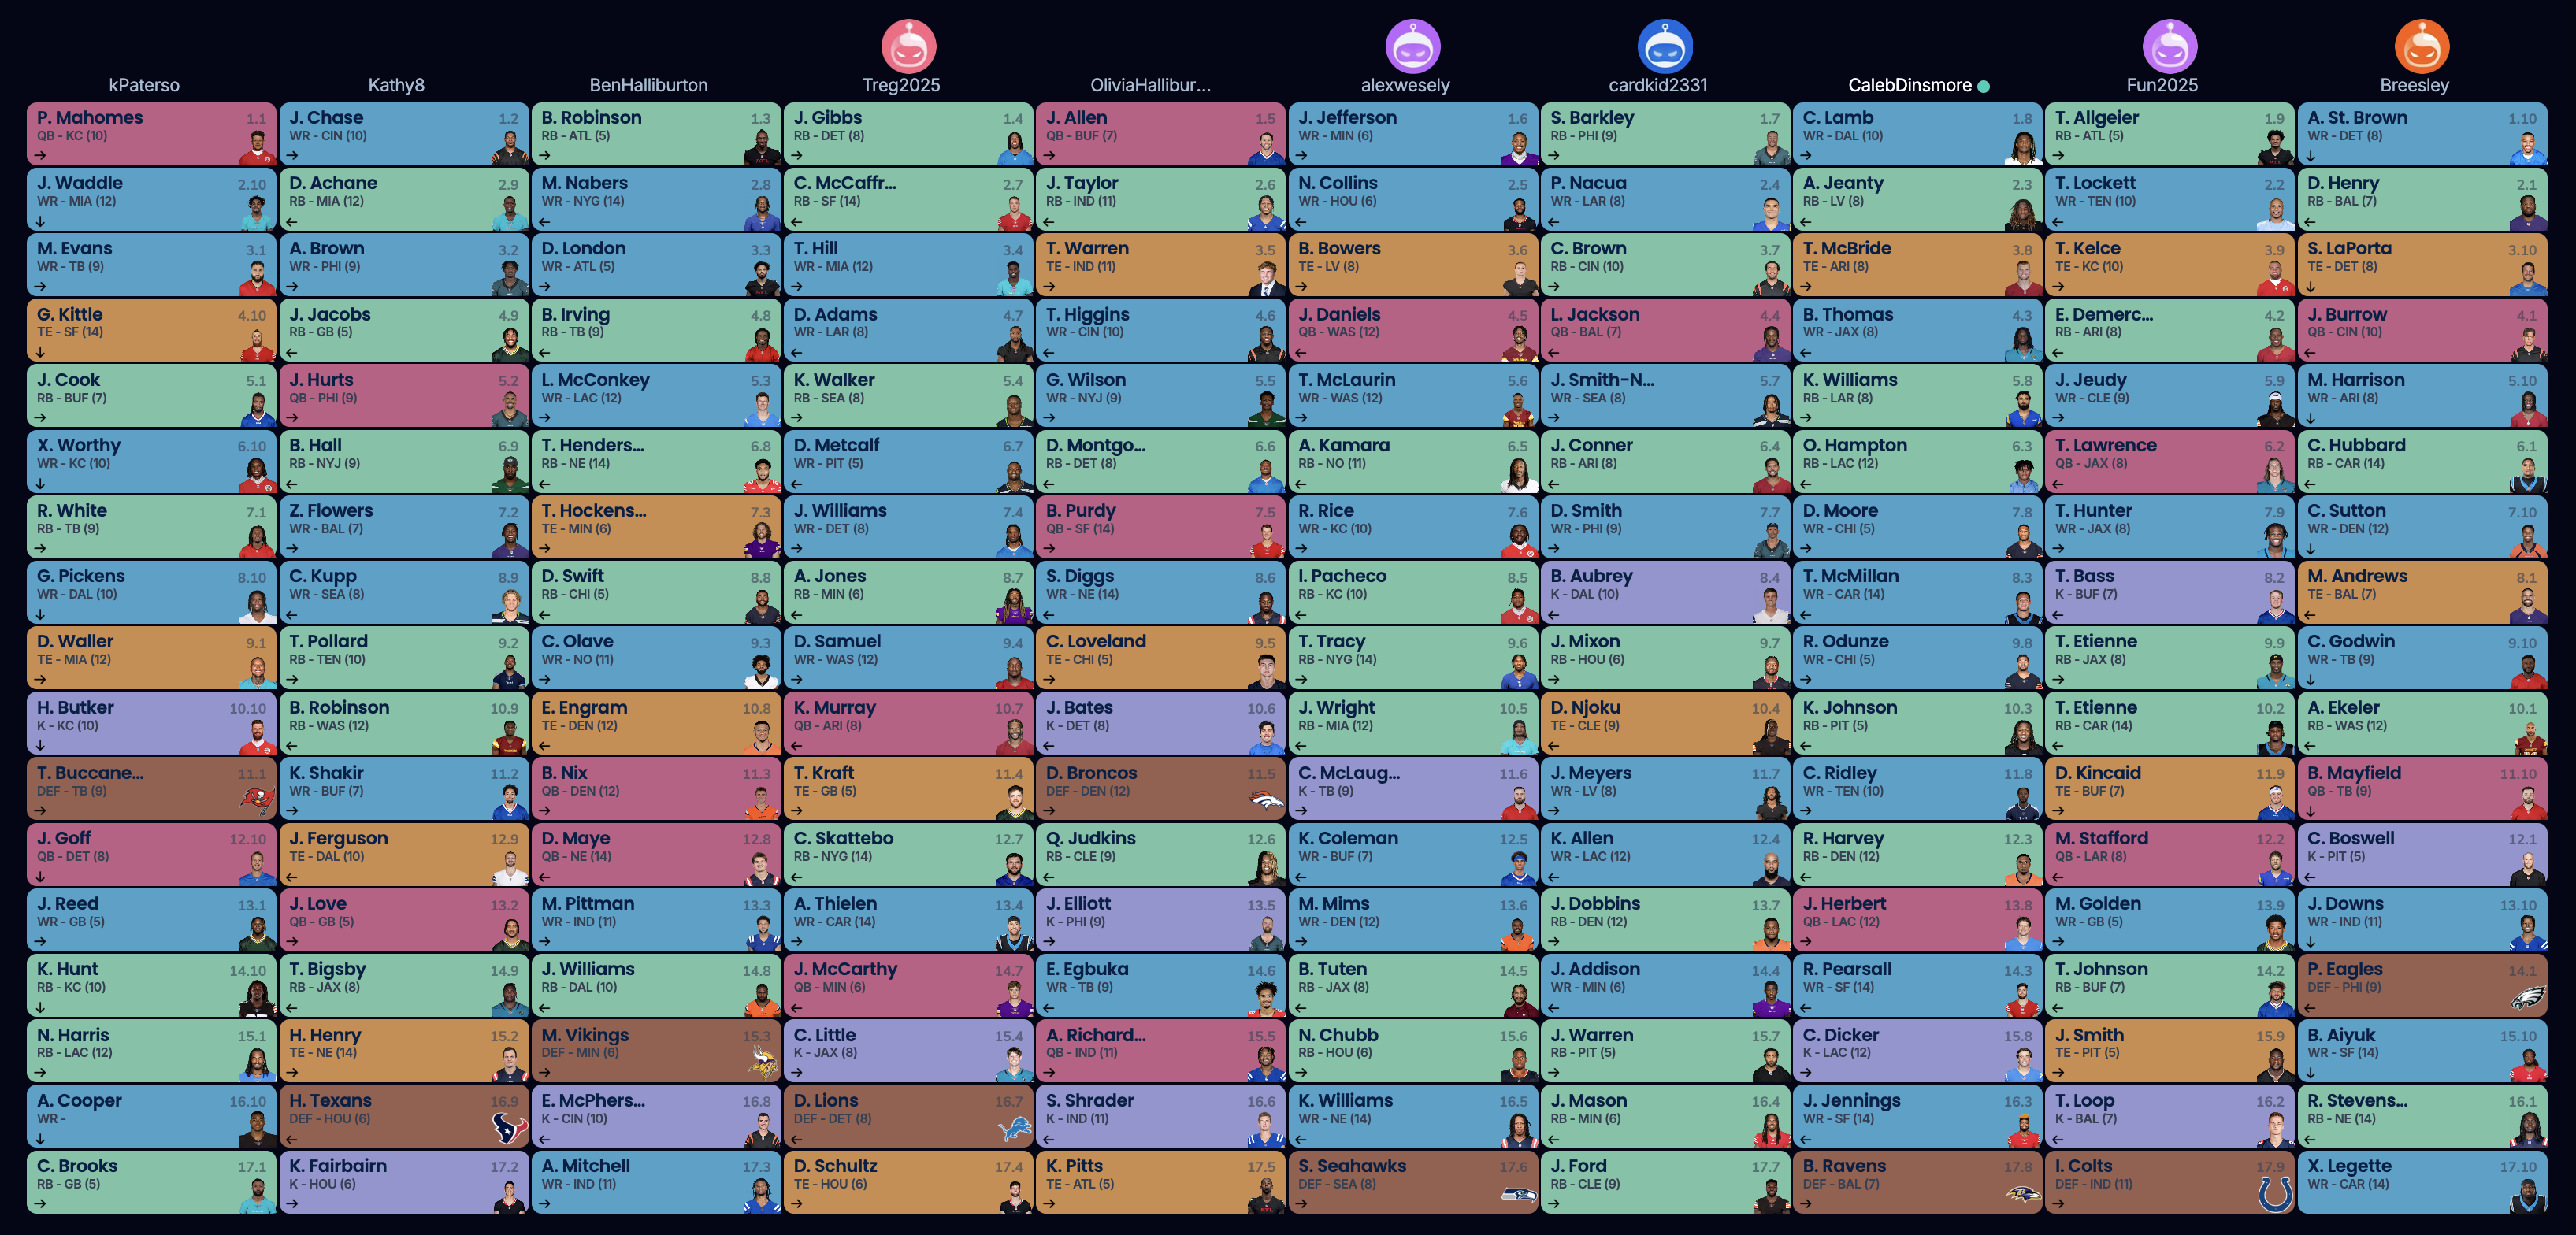 kPaterso
Kathy8
BenHalliburton
Treg2025
OliviaHallibur...
alexwesely
cardkid2331
CalebDinsmore
Fun2025
Breesley
P. Mahomes 1.1
QB - KC (10)
J. Chase 1.2
WR - CIN (10)
B. Robinson 1.3
RB - ATL (5)
J. Gibbs 1.4
RB - DET (8)
J. Allen 1.5
QB - BUF (7)
J. Jefferson 1.6
WR - MIN (6)
S. Barkley 1.7
RB - PHI (9)
C. Lamb 1.8
WR - DAL (10)
T. Allgeier 1.9
RB - ATL (5)
A. St. Brown 1.10
WR - DET (8)
J. Waddle 2.10
WR - MIA (12)
D. Achane 2.9
RB - MIA (12)
M. Nabers 2.8
WR - NYG (14)
C. McCaffr... 2.7
RB - SF (14)
J. Taylor 2.6
RB - IND (11)
N. Collins 2.5
WR - HOU (6)
P. Nacua 2.4
WR - LAR (8)
A. Jeanty 2.3
RB - LV (8)
T. Lockett 2.2
WR - TEN (10)
D. Henry 2.1
RB - BAL (7)
M. Evans 3.1
WR - TB (9)
A. Brown 3.2
WR - PHI (9)
D. London 3.3
WR - ATL (5)
T. Hill 3.4
WR - MIA (12)
T. Warren 3.5
TE - IND (11)
B. Bowers 3.6
TE - LV (8)
C. Brown 3.7
RB - CIN (10)
T. McBride 3.8
TE - ARI (8)
T. Kelce 3.9
TE - KC (10)
S. LaPorta 3.10
TE - DET (8)
G. Kittle 4.10
TE - SF (14)
J. Jacobs 4.9
RB - GB (5)
B. Irving 4.8
RB - TB (9)
D. Adams 4.7
WR - LAR (8)
T. Higgins 4.6
WR - CIN (10)
J. Daniels 4.5
QB - WAS (12)
L. Jackson 4.4
QB - BAL (7)
B. Thomas 4.3
WR - JAX (8)
E. Demerc... 4.2
RB - ARI (8)
J. Burrow 4.1
QB - CIN (10)
J. Cook 5.1
RB - BUF (7)
J. Hurts 5.2
QB - PHI (9)
L. McConkey 5.3
WR - LAC (12)
K. Walker 5.4
RB - SEA (8)
G. Wilson 5.5
WR - NYJ (9)
T. McLaurin 5.6
WR - WAS (12)
J. Smith-N... 5.7
WR - SEA (8)
K. Williams 5.8
RB - LAR (8)
J. Jeudy 5.9
WR - CLE (9)
M. Harrison 5.10
WR - ARI (8)
X. Worthy 6.10
WR - KC (10)
B. Hall 6.9
RB - NYJ (9)
T. Henders... 6.8
RB - NE (14)
D. Metcalf 6.7
WR - PIT (5)
D. Montgo... 6.6
RB - DET (8)
A. Kamara 6.5
RB - NO (11)
J. Conner 6.4
RB - ARI (8)
O. Hampton 6.3
RB - LAC (12)
T. Lawrence 6.2
QB - JAX (8)
C. Hubbard 6.1
RB - CAR (14)
R. White 7.1
RB - TB (9)
Z. Flowers 7.2
WR - BAL (7)
T. Hockens... 7.3
TE - MIN (6)
J. Williams 7.4
WR - DET (8)
B. Purdy 7.5
QB - SF (14)
R. Rice 7.6
WR - KC (10)
D. Smith 7.7
WR - PHI (9)
D. Moore 7.8
WR - CHI (5)
T. Hunter 7.9
WR - JAX (8)
C. Sutton 7.10
WR - DEN (12)
G. Pickens 8.10
WR - DAL (10)
C. Kupp 8.9
WR - SEA (8)
D. Swift 8.8
RB - CHI (5)
A. Jones 8.7
RB - MIN (6)
S. Diggs 8.6
WR - NE (14)
I. Pacheco 8.5
RB - KC (10)
B. Aubrey 8.4
K - DAL (10)
T. McMillan 8.3
WR - CAR (14)
T. Bass 8.2
K - BUF (7)
M. Andrews 8.1
TE - BAL (7)
D. Waller 9.1
TE - MIA (12)
T. Pollard 9.2
RB - TEN (10)
C. Olave 9.3
WR - NO (11)
D. Samuel 9.4
WR - WAS (12)
C. Loveland 9.5
TE - CHI (5)
T. Tracy 9.6
RB - NYG (14)
J. Mixon 9.7
RB - HOU (6)
R. Odunze 9.8
WR - CHI (5)
T. Etienne 9.9
RB - JAX (8)
C. Godwin 9.10
WR - TB (9)
H. Butker 10.10
K - KC (10)
B. Robinson 10.9
RB - WAS (12)
E. Engram 10.8
TE - DEN (12)
K. Murray 10.7
QB - ARI (8)
J. Bates 10.6
K - DET (8)
J. Wright 10.5
RB - MIA (12)
D. Njoku 10.4
TE - CLE (9)
K. Johnson 10.3
RB - PIT (5)
T. Etienne 10.2
RB - CAR (14)
A. Ekeler 10.1
RB - WAS (12)
T. Buccane... 11.1
DEF - TB (9)
K. Shakir 11.2
WR - BUF (7)
B. Nix 11.3
QB - DEN (12)
T. Kraft 11.4
TE - GB (5)
D. Broncos 11.5
DEF - DEN (12)
C. McLaug... 11.6
K - TB (9)
J. Meyers 11.7
WR - LV (8)
C. Ridley 11.8
WR - TEN (10)
D. Kincaid 11.9
TE - BUF (7)
B. Mayfield 11.10
QB - TB (9)
J. Goff 12.10
QB - DET (8)
J. Ferguson 12.9
TE - DAL (10)
D. Maye 12.8
QB - NE (14)
C. Skattebo 12.7
RB - NYG (14)
Q. Judkins 12.6
RB - CLE (9)
K. Coleman 12.5
WR - BUF (7)
K. Allen 12.4
WR - LAC (12)
R. Harvey 12.3
RB - DEN (12)
M. Stafford 12.2
QB - LAR (8)
C. Boswell 12.1
K - PIT (5)
J. Reed 13.1
WR - GB (5)
J. Love 13.2
QB - GB (5)
M. Pittman 13.3
WR - IND (11)
A. Thielen 13.4
WR - CAR (14)
J. Elliott 13.5
K - PHI (9)
M. Mims 13.6
WR - DEN (12)
J. Dobbins 13.7
RB - DEN (12)
J. Herbert 13.8
QB - LAC (12)
M. Golden 13.9
WR - GB (5)
J. Downs 13.10
WR - IND (11)
K. Hunt 14.10
RB - KC (10)
T. Bigsby 14.9
RB - JAX (8)
J. Williams 14.8
RB - DAL (10)
J. McCarthy 14.7
QB - MIN (6)
E. Egbuka 14.6
WR - TB (9)
B. Tuten 14.5
RB - JAX (8)
J. Addison 14.4
WR - MIN (6)
R. Pearsall 14.3
WR - SF (14)
T. Johnson 14.2
RB - BUF (7)
P. Eagles 14.1
DEF - PHI (9)
N. Harris 15.1
RB - LAC (12)
H. Henry 15.2
TE - NE (14)
M. Vikings 15.3
DEF - MIN (6)
C. Little 15.4
K - JAX (8)
A. Richard... 15.5
QB - IND (11)
N. Chubb 15.6
RB - HOU (6)
J. Warren 15.7
RB - PIT (5)
C. Dicker 15.8
K - LAC (12)
J. Smith 15.9
TE - PIT (5)
B. Aiyuk 15.10
WR - SF (14)
A. Cooper 16.10
WR -
H. Texans 16.9
DEF - HOU (6)
E. McPhers... 16.8
K - CIN (10)
D. Lions 16.7
DEF - DET (8)
S. Shrader 16.6
K - IND (11)
K. Williams 16.5
WR - NE (14)
J. Mason 16.4
RB - MIN (6)
J. Jennings 16.3
WR - SF (14)
T. Loop 16.2
K - BAL (7)
R. Stevens... 16.1
RB - NE (14)
C. Brooks 17.1
RB - GB (5)
K. Fairbairn 17.2
K - HOU (6)
A. Mitchell 17.3
WR - IND (11)
D. Schultz 17.4
TE - HOU (6)
K. Pitts 17.5
TE - ATL (5)
S. Seahawks 17.6
DEF - SEA (8)
J. Ford 17.7
RB - CLE (9)
B. Ravens 17.8
DEF - BAL (7)
I. Colts 17.9
DEF - IND (11)
X. Legette 17.10
WR - CAR (14)